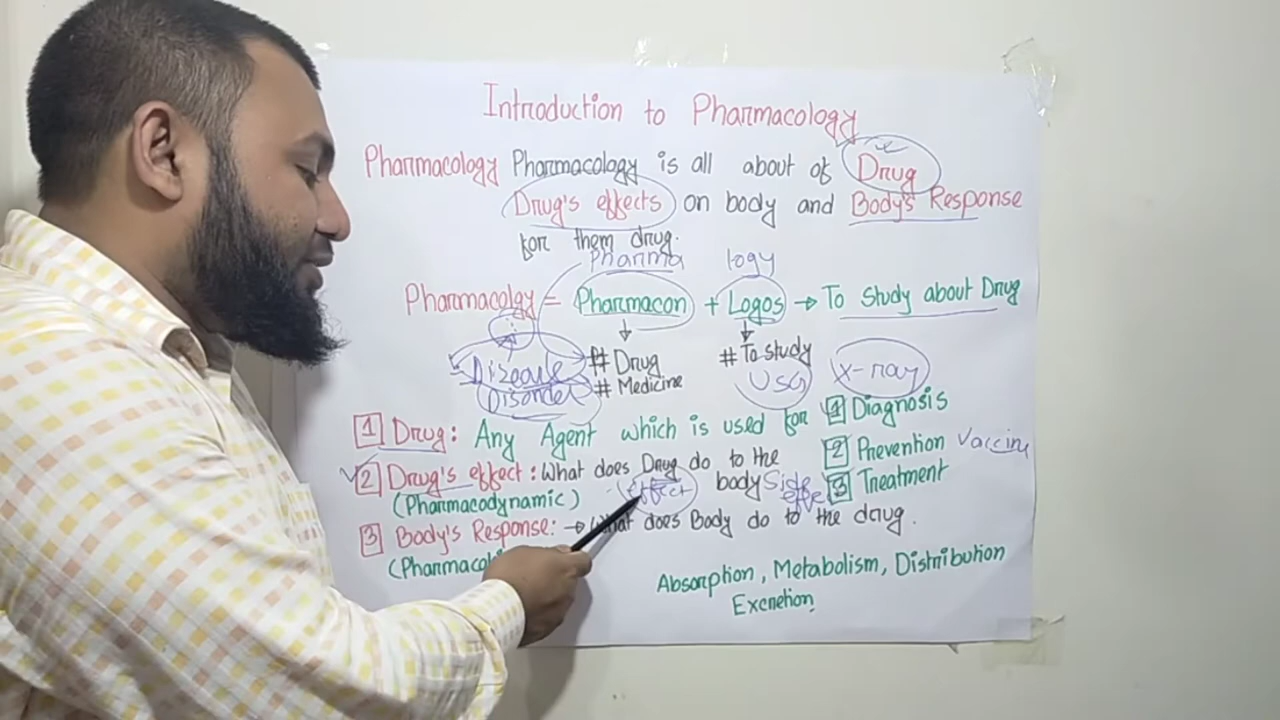 Introduction to Pharmacology
Pharmacology Pharmacology is all about of Drug
Drug's effects on body and Body's Response
for them drug.
Pharma logy
Pharmacolgy = Pharmacon + Logos → To study about Drug
Disease # Drug # To study X-ray
Disorder # Medicine USG
1 Drug: Any Agent which is used for 1 Diagnosis
2 Prevention Vaccine
2 Drug's effect: What does Drug do to the body 3 Treatment
(Pharmacodynamic) effect Side effect
3 Body's Response: → What does Body do to the drug.
Absorption, Metabolism, Distribution
Excretion